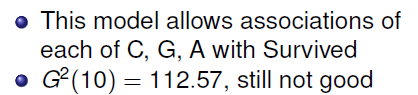 • This model allows associations of
each of C, G, A with Survived
• G²(10) = 112.57, still not good